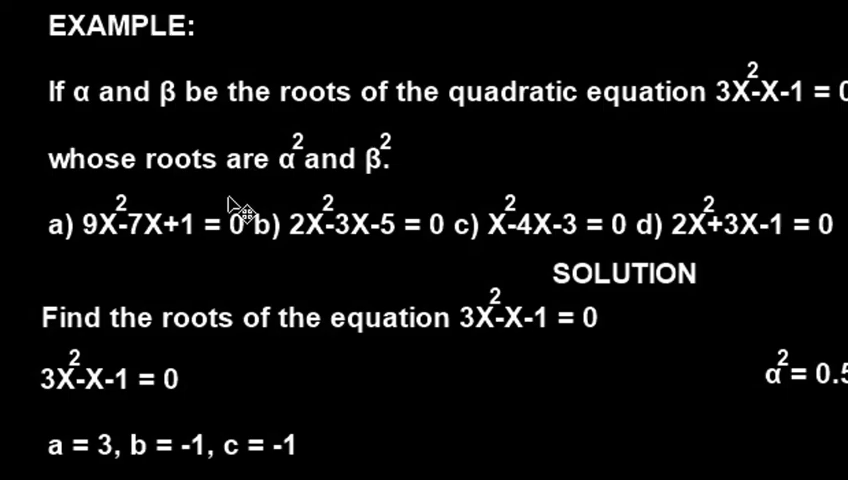 EXAMPLE:
If α and β be the roots of the quadratic equation 3X²-X-1 = 0
whose roots are α² and β².
a) 9X²-7X+1 = 0 b) 2X²-3X-5 = 0 c) X²-4X-3 = 0 d) 2X²+3X-1 = 0
SOLUTION
Find the roots of the equation 3X²-X-1 = 0
3X²-X-1 = 0
α² = 0.5
a = 3, b = -1, c = -1